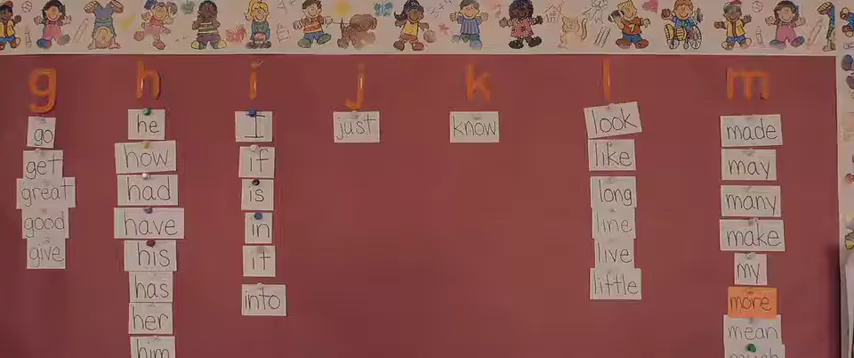 g
go
get
great
good
give
h
he
how
had
have
his
has
her
him
i
I
if
is
in
it
into
j
just
k
know
l
look
like
long
line
live
little
m
made
may
many
make
my
more
mean